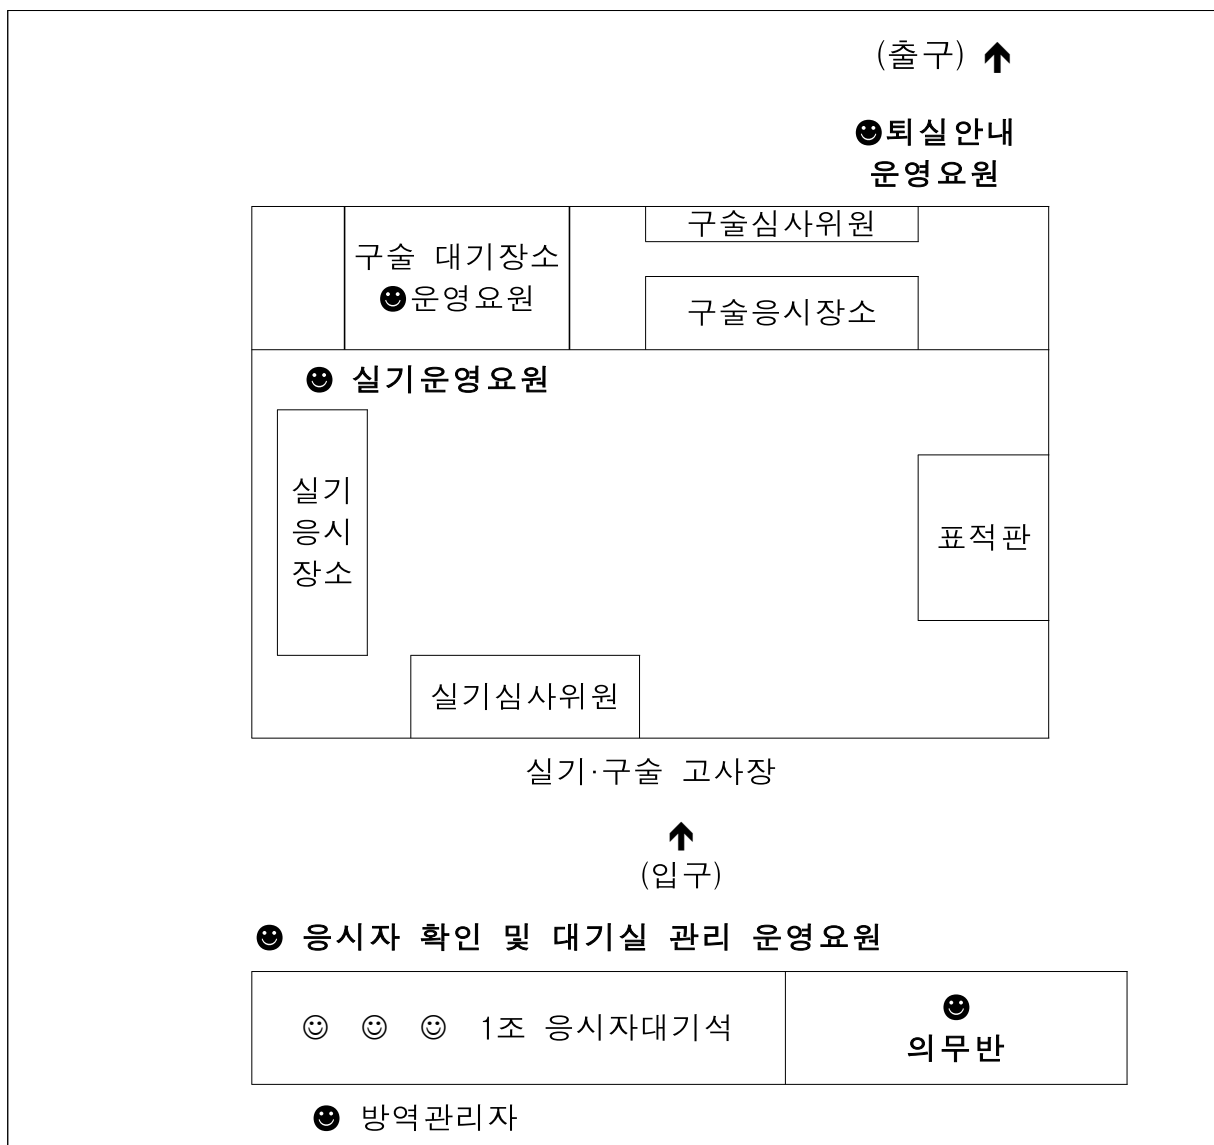 (출구) 🡹
☻퇴실안내
운영요원
구술심사위원
구술 대기장소
☻운영요원
구술응시장소
☻ 실기운영요원
실기
응시
장소
표적판
실기심사위원
실기·구술 고사장
🡹
(입구)
☻ 응시자 확인 및 대기실 관리 운영요원
☺ ☺ ☺ 1조 응시자대기석
☻
의무반
☻ 방역관리자